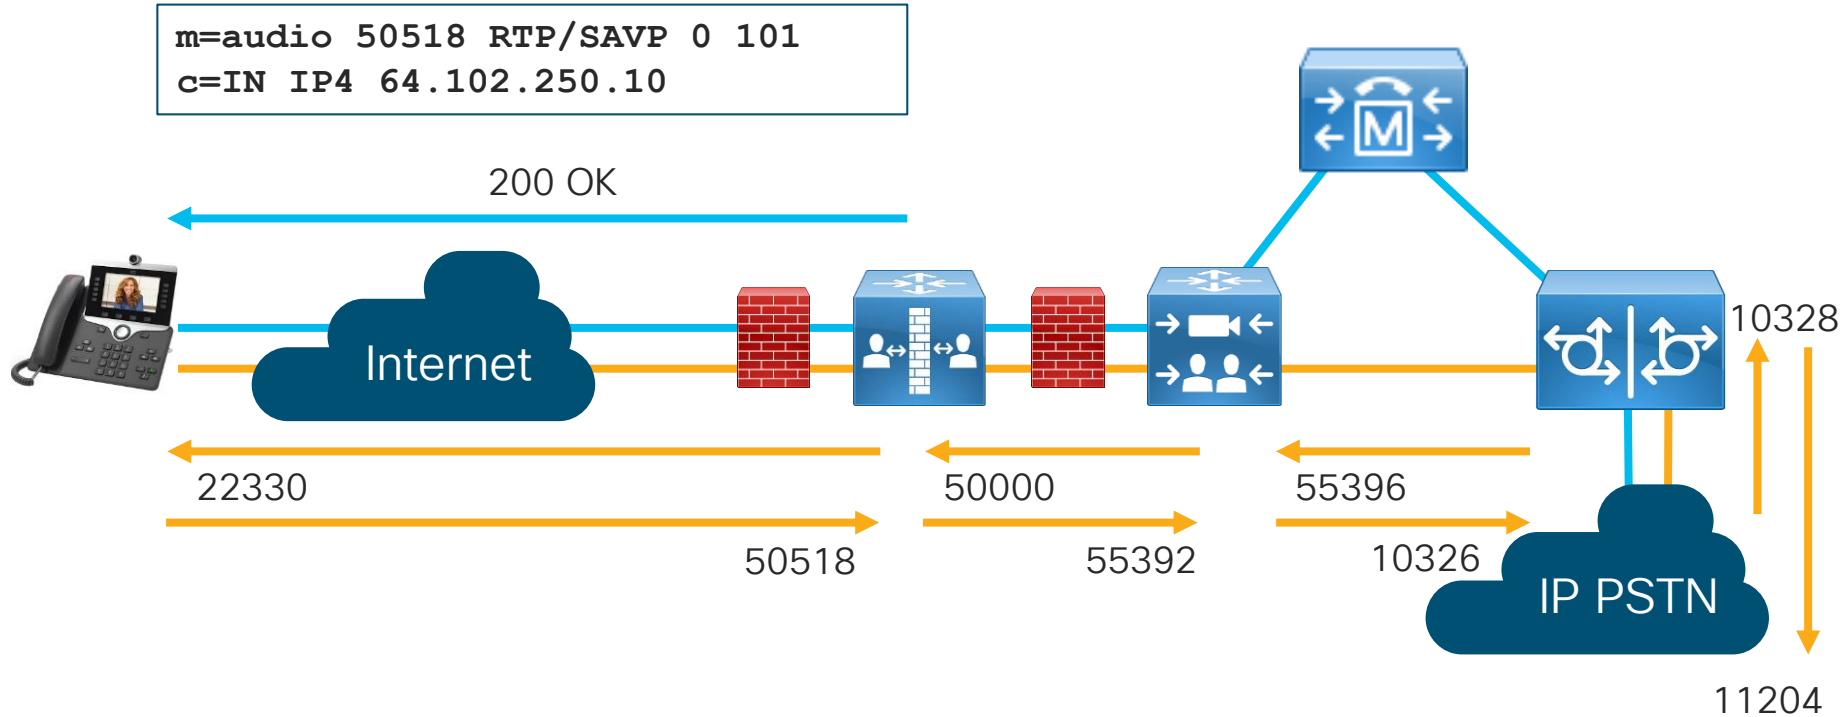 m=audio 50518 RTP/SAVP 0 101
c=IN IP4 64.102.250.10
200 OK
M
Internet
10328
22330
50000
55396
50518
55392
10326
IP PSTN
11204